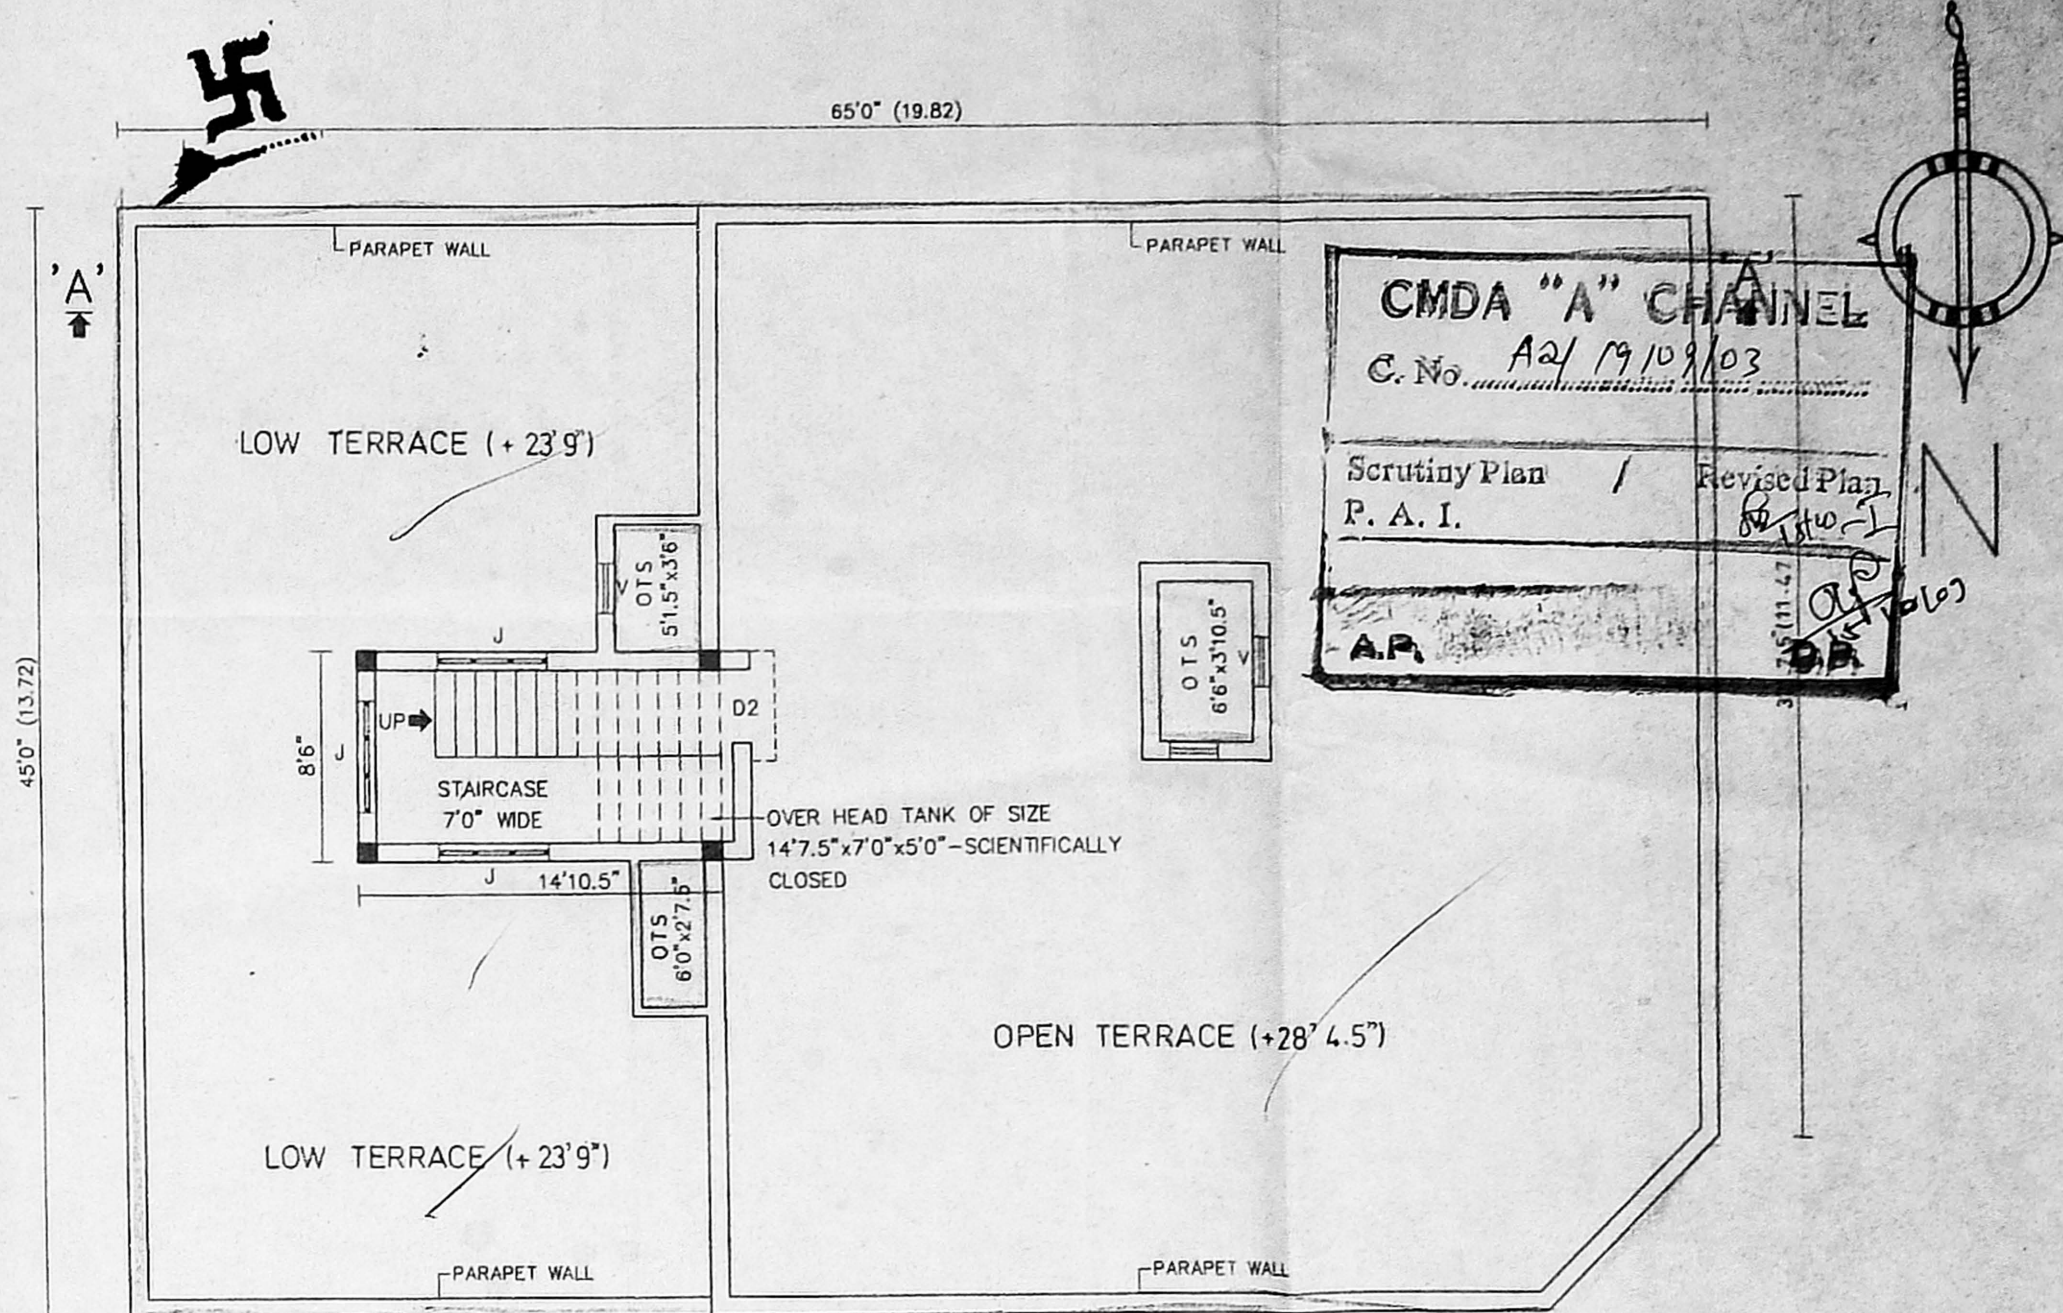 65'0" (19.82)
PARAPET WALL
PARAPET WALL
'A'
'A'
CMDA "A" CHANNEL
C. No. A2/ 19109/03
LOW TERRACE (+ 23'9")
Scrutiny Plan / Revised Plan
P. A. I.
N
OTS
5'1.5"x3'6"
V
OTS
6'6"x3'10.5"
V
A.P.
D.P.
J
45'0" (13.72)
8'6"
J
UP
D2
STAIRCASE
7'0" WIDE
OVER HEAD TANK OF SIZE
14'7.5"x7'0"x5'0"-SCIENTIFICALLY
CLOSED
J
14'10.5"
OTS
6'0"x2'7.5"
OPEN TERRACE (+28' 4.5")
LOW TERRACE (+ 23'9")
PARAPET WALL
PARAPET WALL